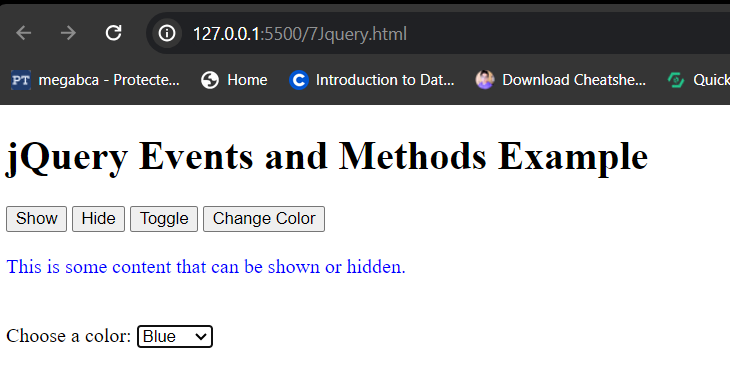 127.0.0.1:5500/7Jquery.html
PT megabca - Protecte... Home C Introduction to Dat... Download Cheatshe... Quick
jQuery Events and Methods Example
Show Hide Toggle Change Color
This is some content that can be shown or hidden.
Choose a color: Blue